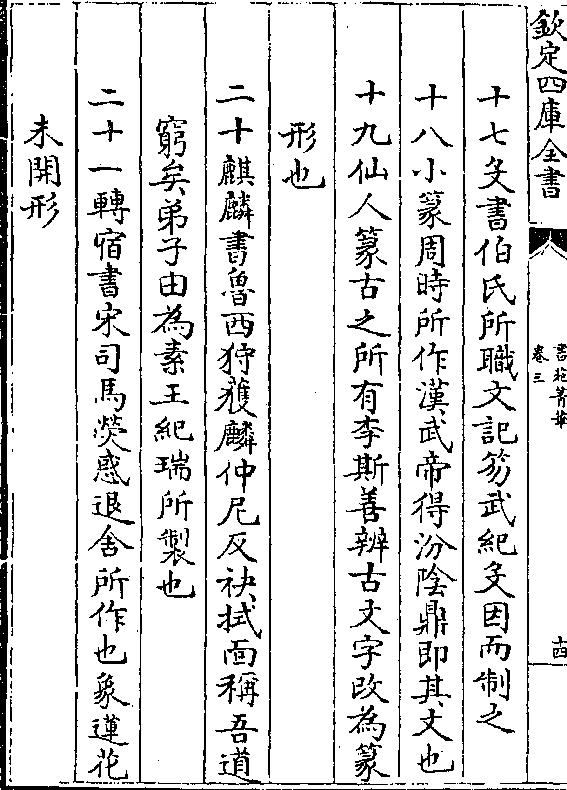 欽定四庫全書
書苑菁華
卷三
十四
十七殳書伯氏所職文記笏武紀殳因而制之
十八小篆周時所作漢武帝得汾陰鼎即其文也
十九仙人篆古之所有李斯善辨古文字改為篆
形也
二十麒麟書魯西狩獲麟仲尼反袂拭面稱吾道
窮矣弟子由為素王紀瑞所製也
二十一轉宿書宋司馬熒惑退舍所作也象蓮花
未開形